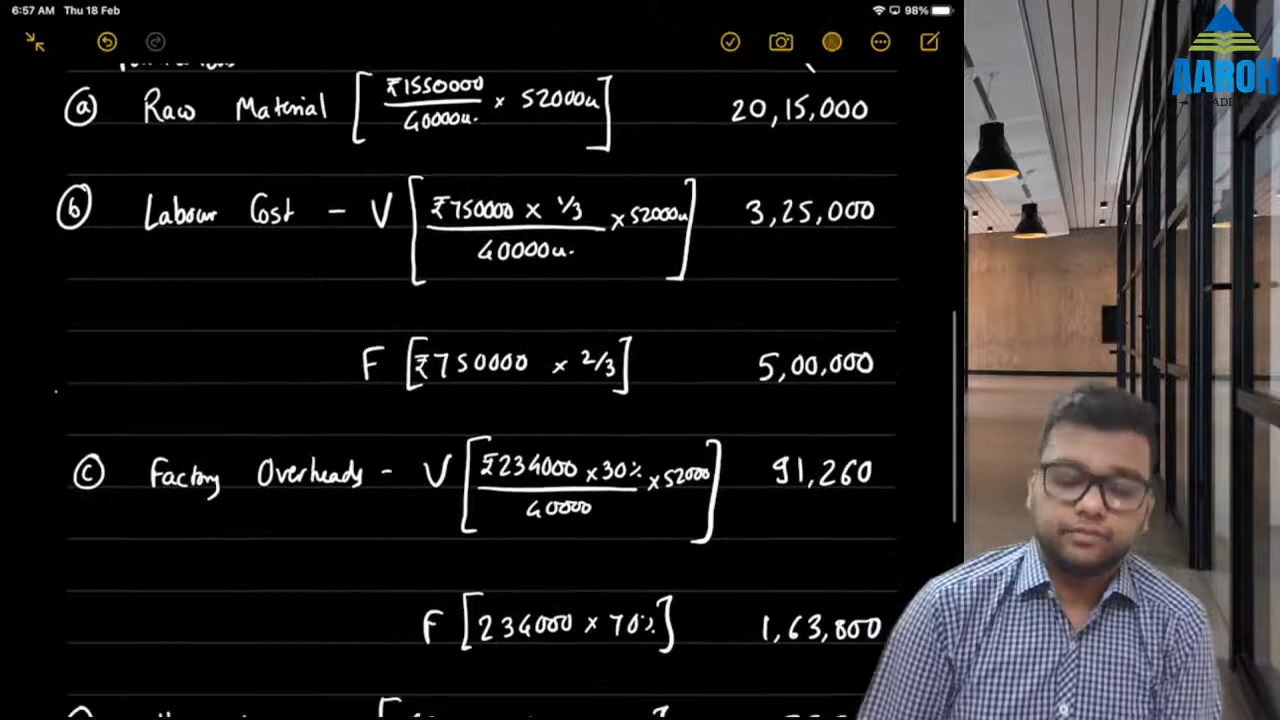 6:57 AM Thu 18 Feb
98%
AAROH
ⓐ Raw Material [₹1550000 / 40000u. × 52000u] 20,15,000
ⓑ Labour Cost - V [₹750000 × 1/3 / 40000u. × 52000u] 3,25,000
F [₹750000 × 2/3] 5,00,000
ⓒ Factory Overheads - V [₹234000 × 30% / 40000 × 52000] 91,260
F [234000 × 70%] 1,63,800